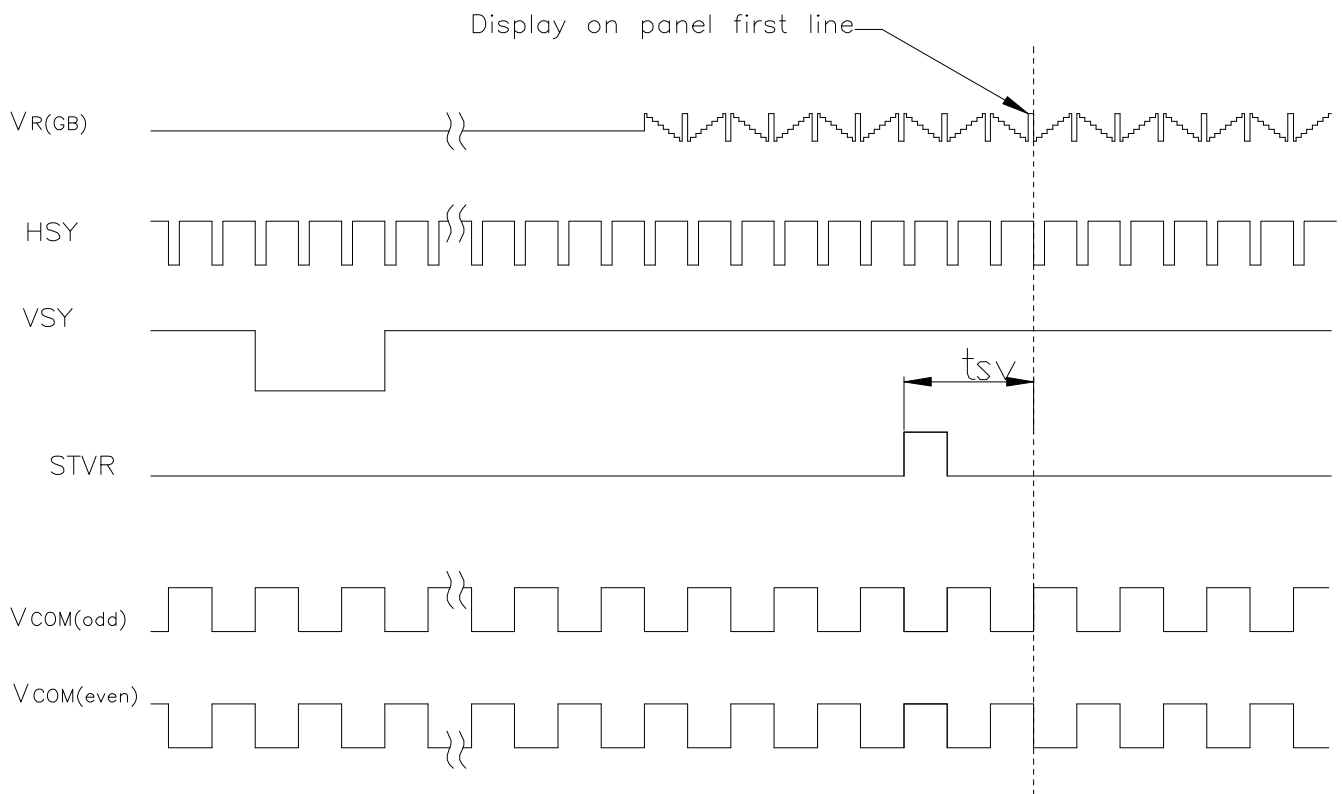 Display on panel first line
VR(GB)
HSY
VSY
tsv
STVR
VCOM(odd)
VCOM(even)